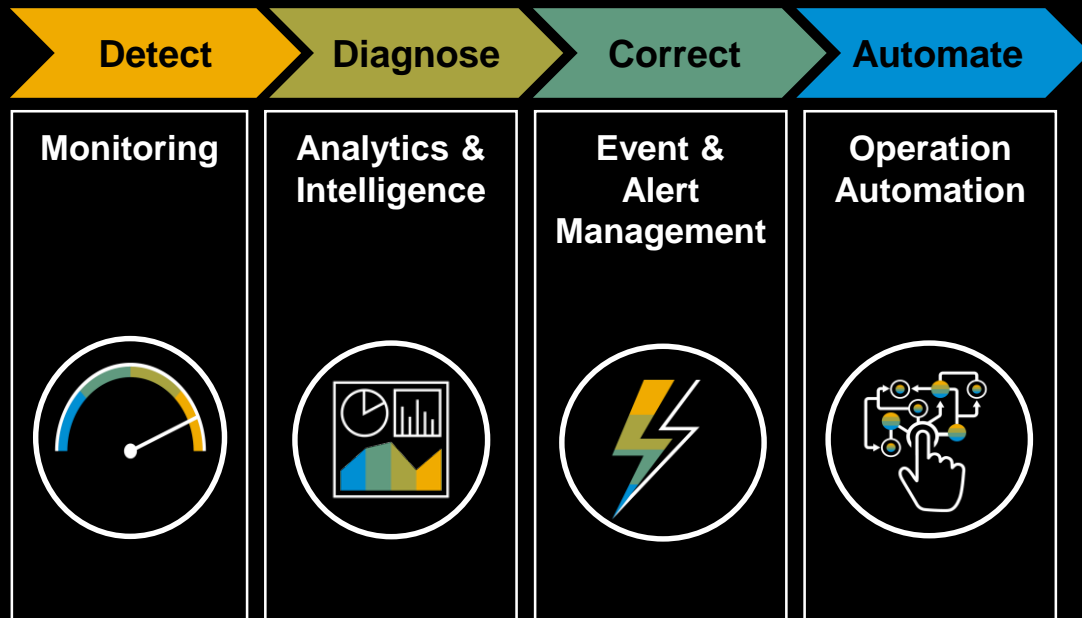 Detect
Diagnose
Correct
Automate
Monitoring
Analytics &
Intelligence
Event &
Alert
Management
Operation
Automation